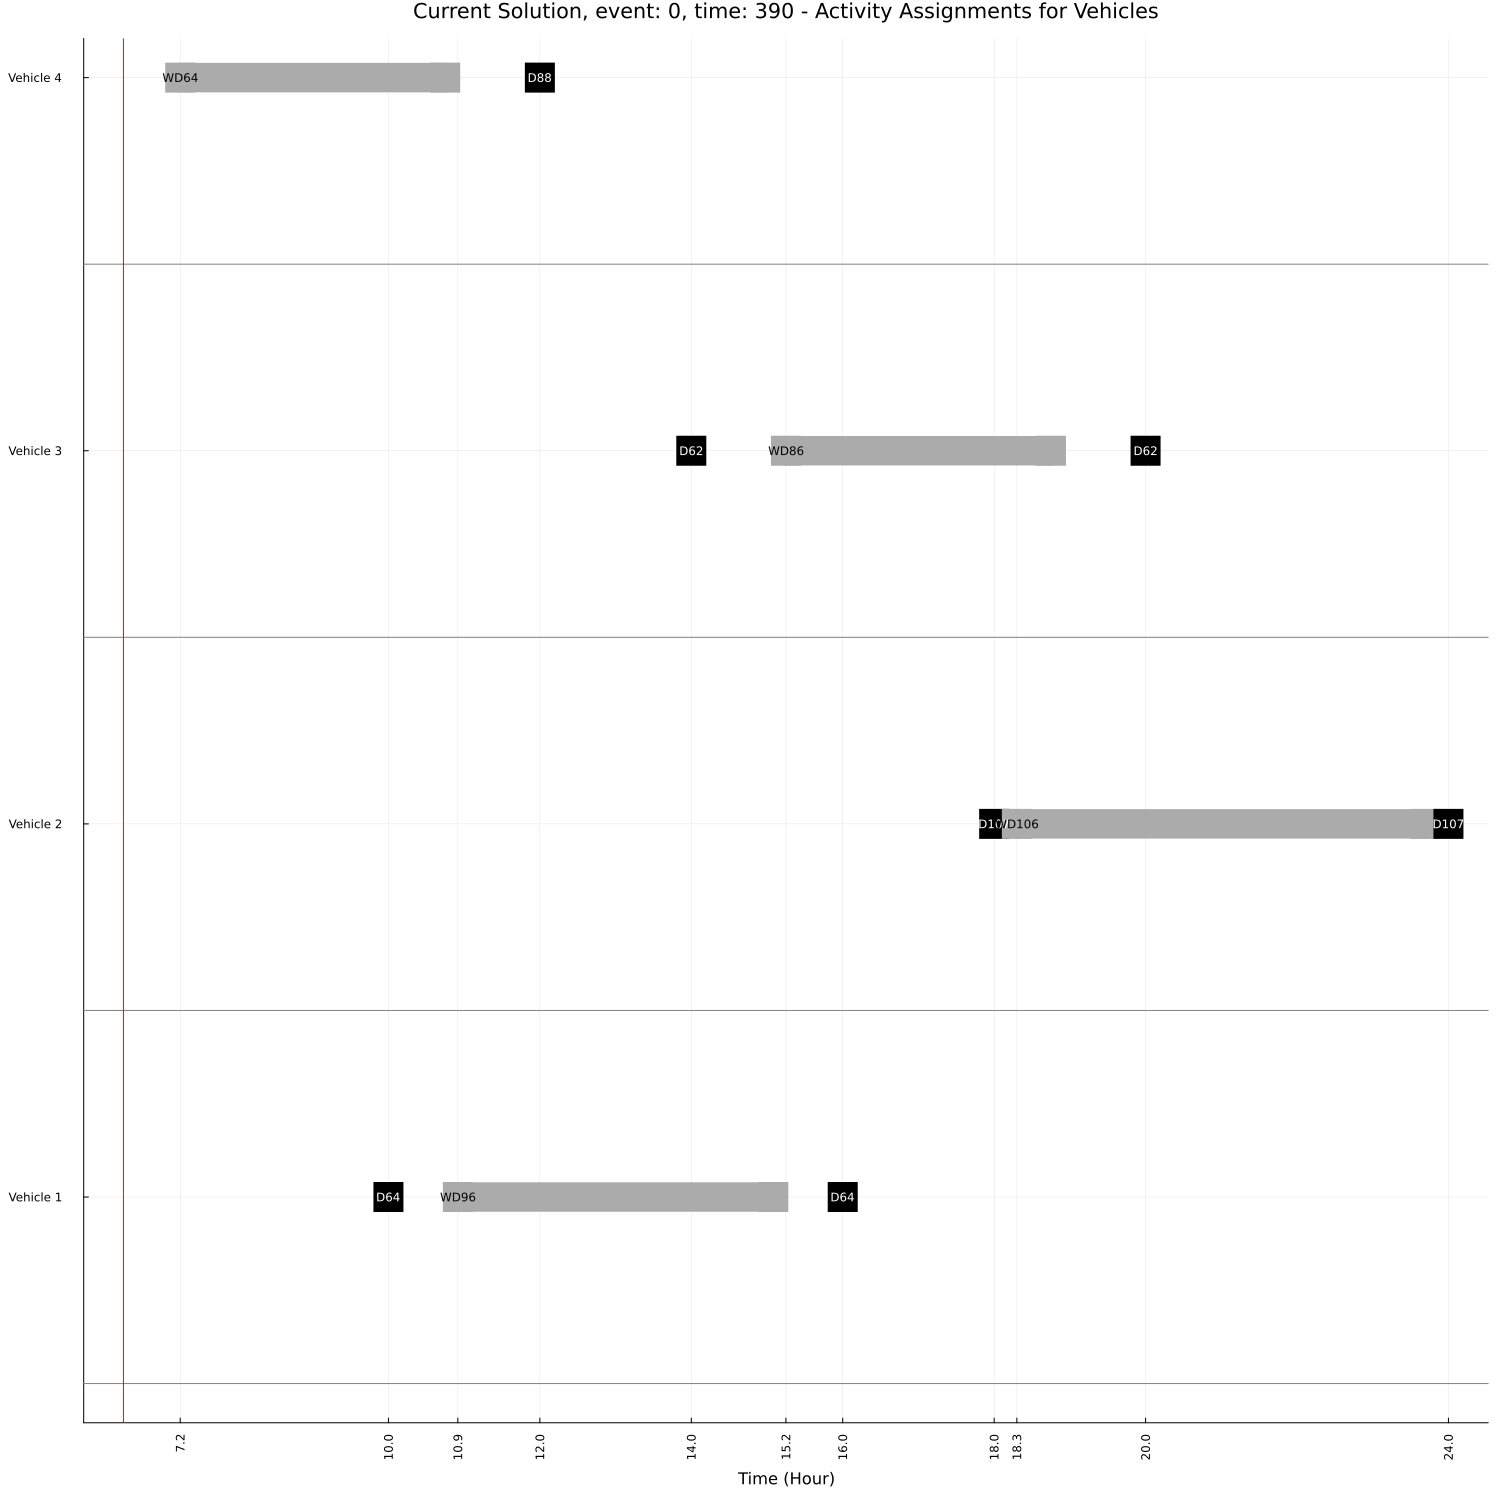 Current Solution, event: 0, time: 390 - Activity Assignments for Vehicles
Vehicle 4
WD64
D88
Vehicle 3
D62
WD86
D62
Vehicle 2
WD106
D107
Vehicle 1
D64
WD96
D64
7.2
10.0
10.9
12.0
14.0
15.2
16.0
18.0
18.3
20.0
24.0
Time (Hour)